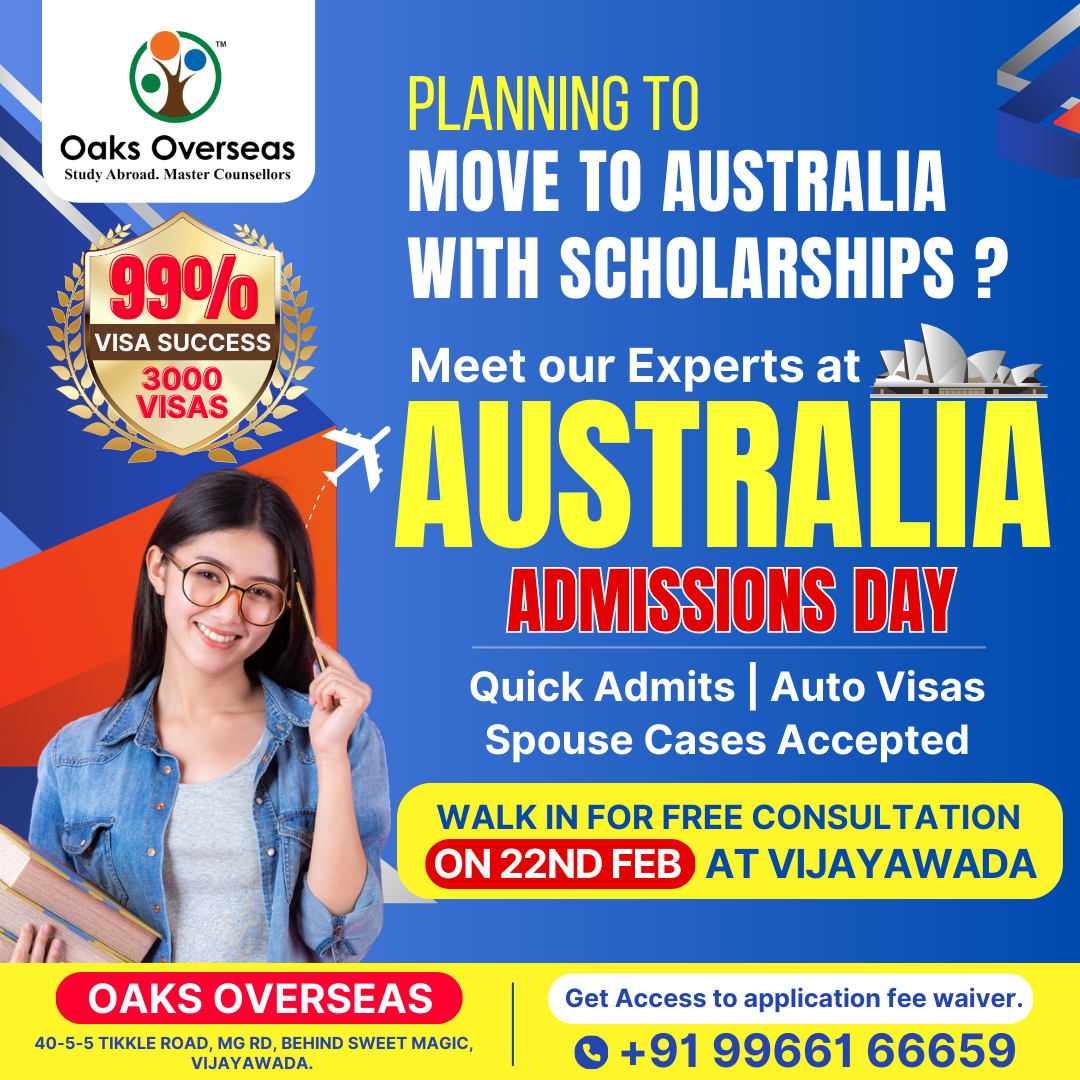 TM
Oaks Overseas
Study Abroad. Master Counsellors
99%
VISA SUCCESS
3000
VISAS
PLANNING TO
MOVE TO AUSTRALIA
WITH SCHOLARSHIPS ?
Meet our Experts at
AUSTRALIA
ADMISSIONS DAY
Quick Admits | Auto Visas
Spouse Cases Accepted
WALK IN FOR FREE CONSULTATION
ON 22ND FEB AT VIJAYAWADA
OAKS OVERSEAS
40-5-5 TIKKLE ROAD, MG RD, BEHIND SWEET MAGIC,
VIJAYAWADA.
Get Access to application fee waiver.
+91 99661 66659